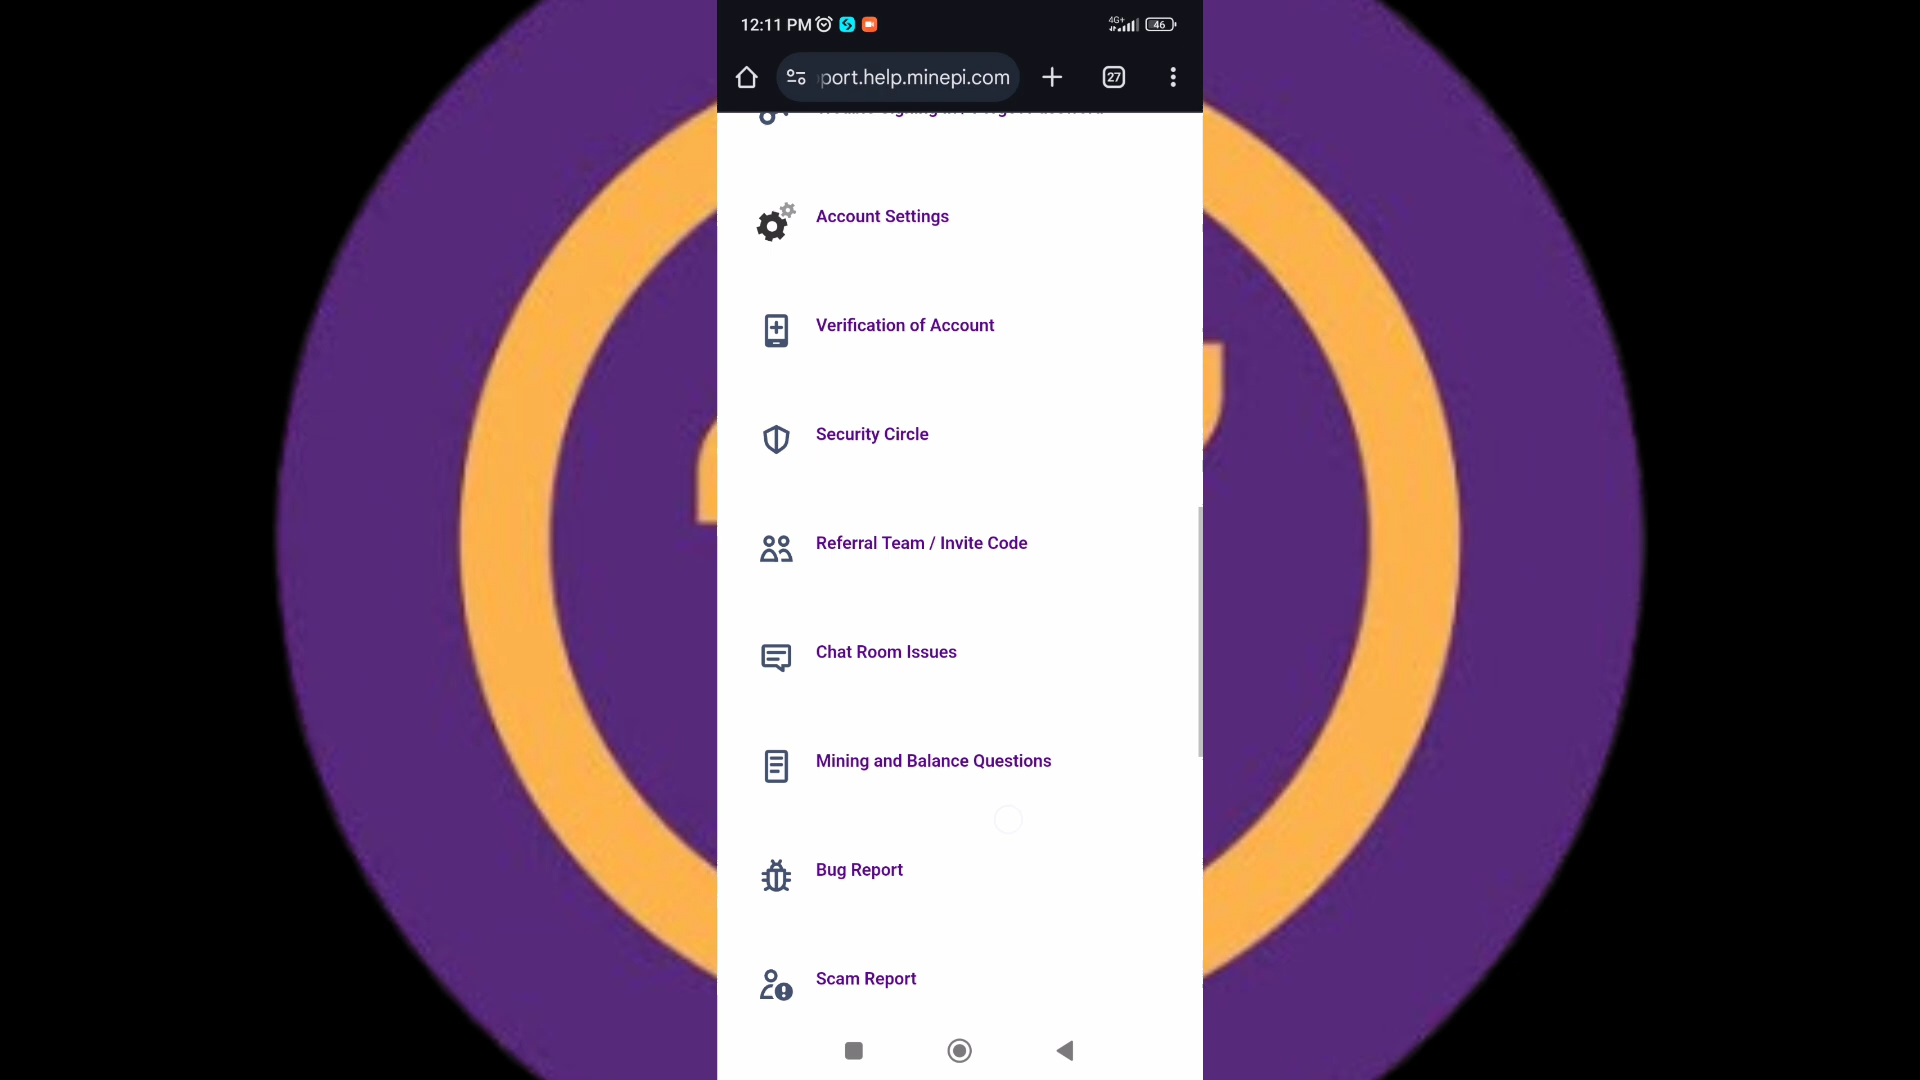 12:11 PM
4G+
46
port.help.minepi.com
27
Account Settings
Verification of Account
Security Circle
Referral Team / Invite Code
Chat Room Issues
Mining and Balance Questions
Bug Report
Scam Report